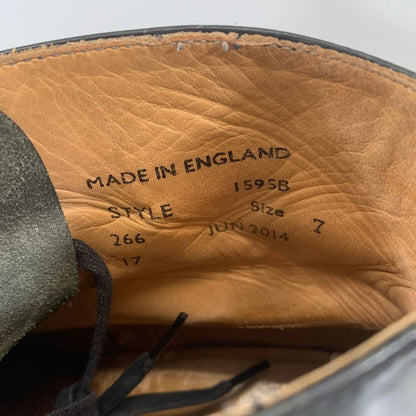 MADE IN ENGLAND
STYLE 1595B
266 Size 7
17 JUN 2014